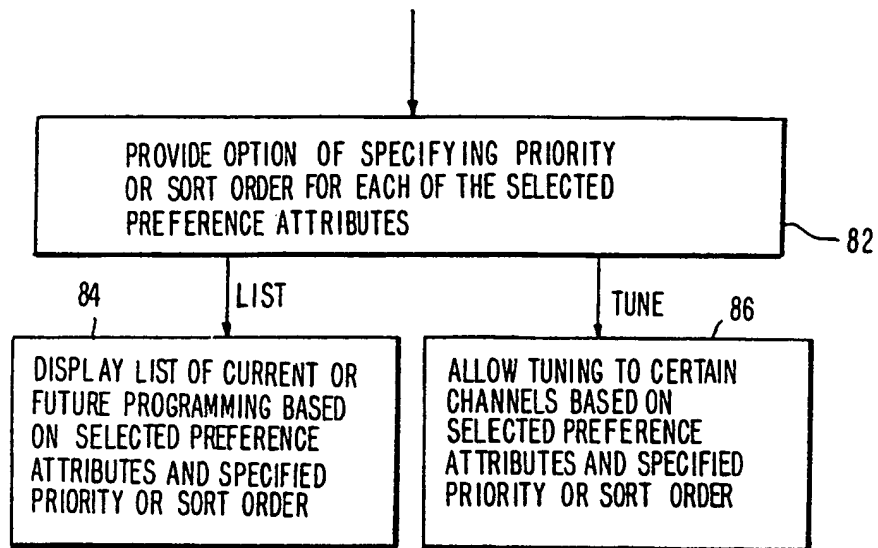 PROVIDE OPTION OF SPECIFYING PRIORITY
OR SORT ORDER FOR EACH OF THE SELECTED
PREFERENCE ATTRIBUTES
82
84
LIST
TUNE
86
DISPLAY LIST OF CURRENT OR
FUTURE PROGRAMMING BASED
ON SELECTED PREFERENCE
ATTRIBUTES AND SPECIFIED
PRIORITY OR SORT ORDER
ALLOW TUNING TO CERTAIN
CHANNELS BASED ON
SELECTED PREFERENCE
ATTRIBUTES AND SPECIFIED
PRIORITY OR SORT ORDER